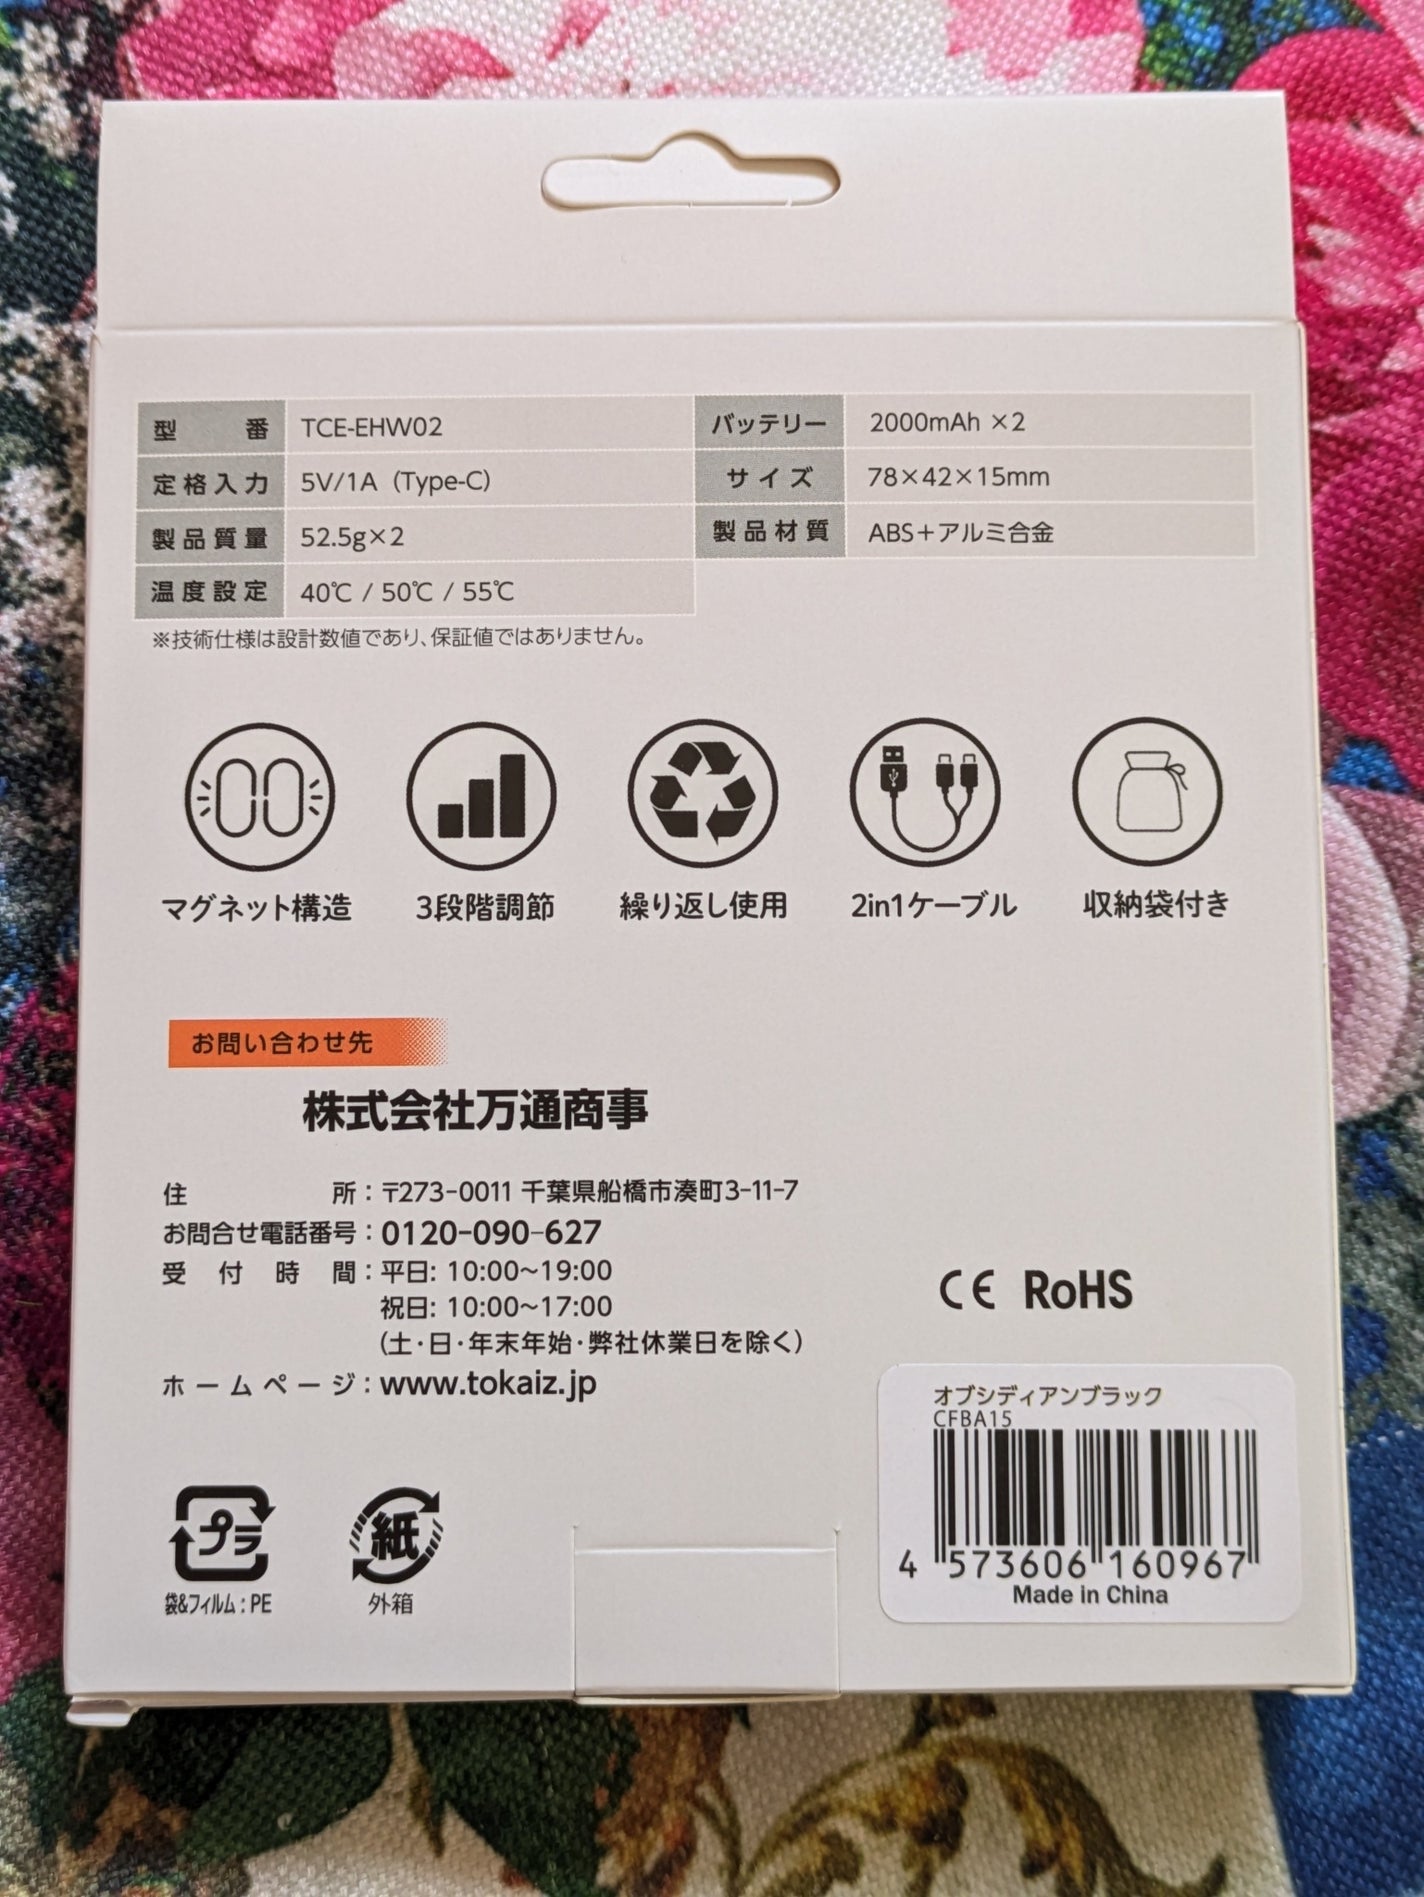 型番 TCE-EHW02 バッテリー 2000mAh ×2
定格入力 5V/1A (Type-C) サイズ 78×42×15mm
製品質量 52.5g×2 製品材質 ABS+アルミ合金
温度設定 40℃ / 50℃ / 55℃
※技術仕様は設計数値であり、保証値ではありません。
マグネット構造 3段階調節 繰り返し使用 2in1ケーブル 収納袋付き
お問い合わせ先
株式会社万通商事
住所:〒273-0011 千葉県船橋市湊町3-11-7
お問合せ電話番号:0120-090-627
受付時間:平日: 10:00~19:00
祝日: 10:00~17:00
(土・日・年末年始・弊社休業日を除く)
ホームページ:www.tokaiz.jp
CE RoHS
オブシディアンブラック
CFBA15
4 573606 160967
Made in China
プラ 紙
袋&フィルム:PE 外箱